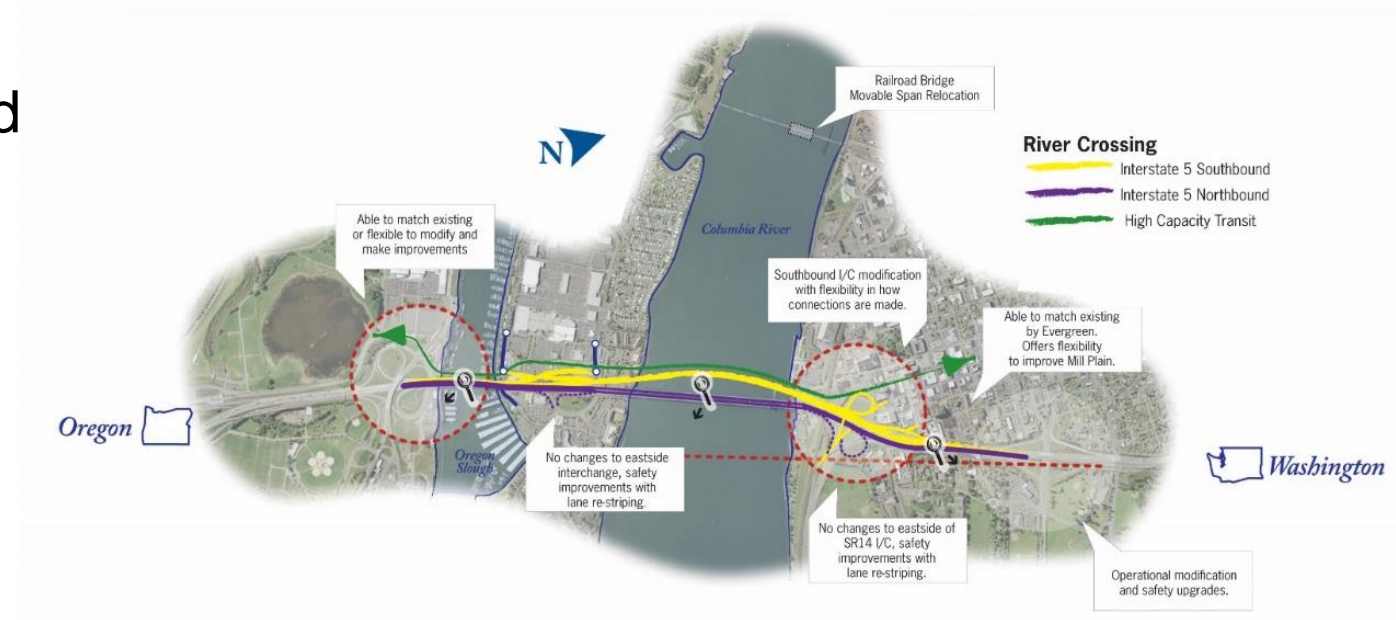 d
Railroad Bridge
Movable Span Relocation
N
River Crossing
Interstate 5 Southbound
Interstate 5 Northbound
High Capacity Transit
Able to match existing
or flexible to modify and
make improvements
Columbia River
Southbound I/C modification
with flexibility in how
connections are made.
Able to match existing
by Evergreen.
Offers flexibility
to improve Mill Plain.
Oregon
Oregon
Slough
No changes to eastside
interchange, safety
improvements with
lane re-striping.
Washington
No changes to eastside of
SR14 I/C, safety
improvements with
lane re-striping.
Operational modification
and safety upgrades.